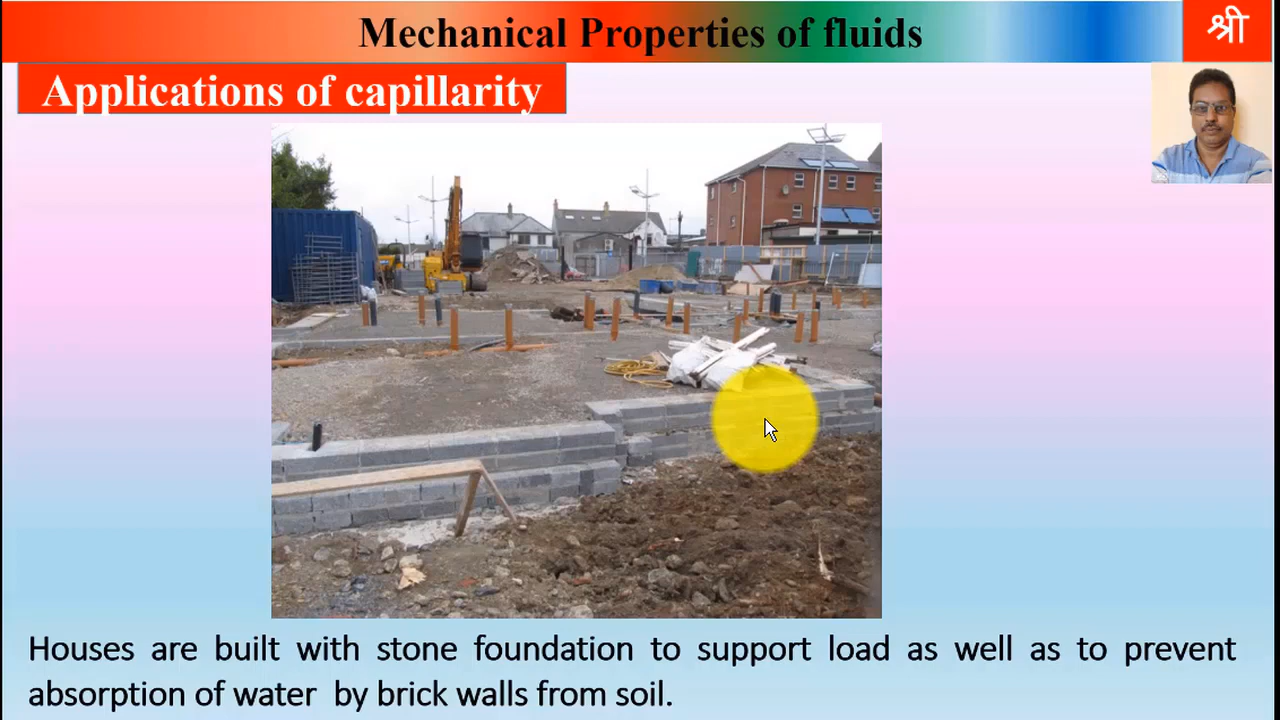 Mechanical Properties of fluids
श्री
Applications of capillarity
Houses are built with stone foundation to support load as well as to prevent
absorption of water by brick walls from soil.